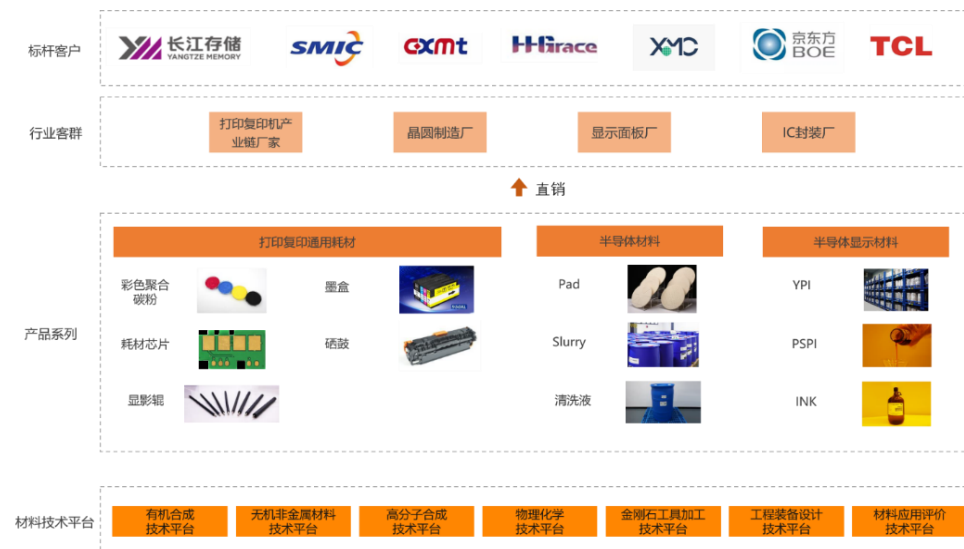 标杆客户
长江存储
YANGTZE MEMORY
SMIC
CXMT
HHGrace
XMC
京东方
BOE
TCL
行业客群
打印复印机产
业链厂家
晶圆制造厂
显示面板厂
IC封装厂
直销
产品系列
打印复印通用耗材
半导体材料
半导体显示材料
彩色聚合
碳粉
墨盒
Pad
YPI
耗材芯片
硒鼓
Slurry
PSPI
显影辊
清洗液
INK
材料技术平台
有机合成
技术平台
无机非金属材料
技术平台
高分子合成
技术平台
物理化学
技术平台
金刚石工具加工
技术平台
工程装备设计
技术平台
材料应用评价
技术平台